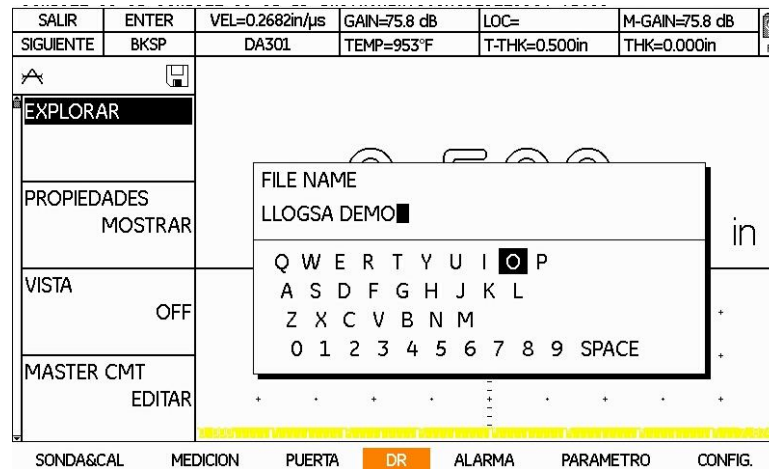 SALIR ENTER VEL=0.2682in/µs GAIN=75.8 dB LOC= M-GAIN=75.8 dB
SIGUIENTE BKSP DA301 TEMP=953°F T-THK=0.500in THK=0.000in
EXPLORAR
PROPIEDADES
MOSTRAR
VISTA
OFF
MASTER CMT
EDITAR
in
FILE NAME
LLOGSA DEMO
Q W E R T Y U I O P
A S D F G H J K L
Z X C V B N M
0 1 2 3 4 5 6 7 8 9 SPACE
SONDA&CAL MEDICION PUERTA DR ALARMA PARAMETRO CONFIG.